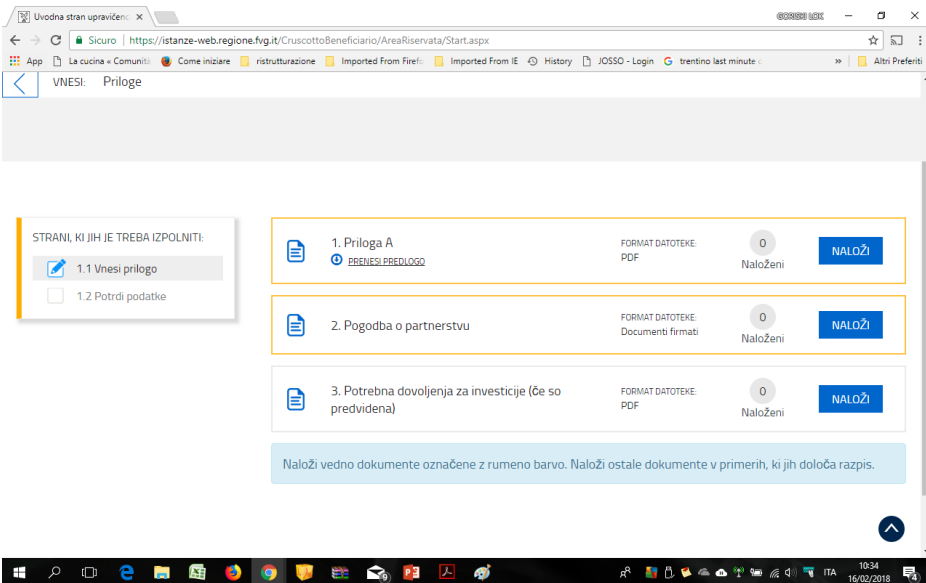 Uvodna stran upravičenc
GORISKI LOK
Sicuro | https://istanze-web.regione.fvg.it/CruscottoBeneficiario/AreaRiservata/Start.aspx
App La cucina « Comunità Come iniziare ristrutturazione Imported From Firefo Imported From IE History JOSSO - Login trentino last minute » Altri Preferiti
VNESI: Priloge
STRANI, KI JIH JE TREBA IZPOLNITI:
1.1 Vnesi prilogo
1.2 Potrdi podatke
1. Priloga A
PRENESI PREDLOGO
FORMAT DATOTEKE:
PDF
0
Naloženi
NALOŽI
2. Pogodba o partnerstvu
FORMAT DATOTEKE:
Documenti firmati
0
Naloženi
NALOŽI
3. Potrebna dovoljenja za investicije (če so
predvidena)
FORMAT DATOTEKE:
PDF
0
Naloženi
NALOŽI
Naloži vedno dokumente označene z rumeno barvo. Naloži ostale dokumente v primerih, ki jih določa razpis.
ITA
10:34
16/02/2018